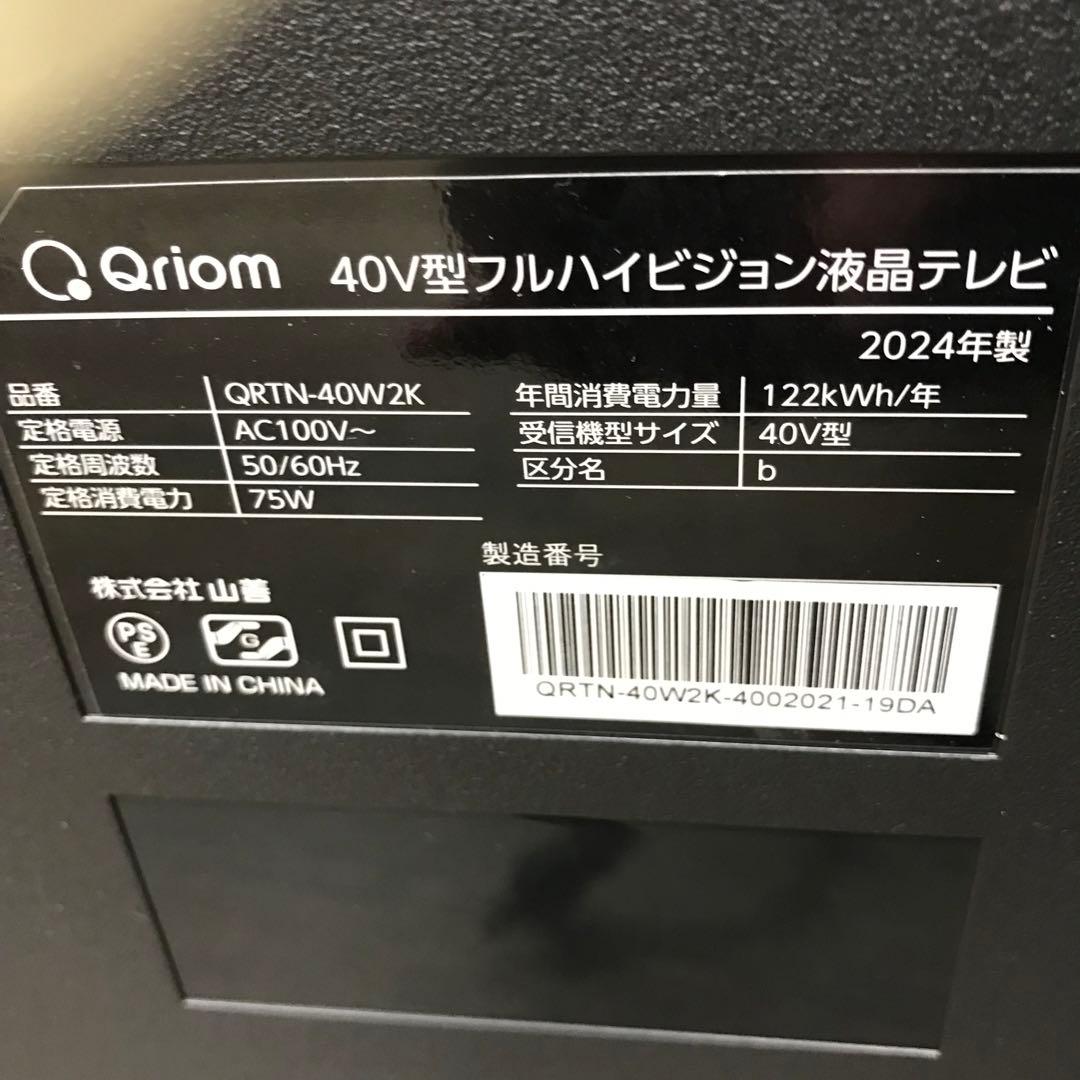 Qriom 40V型フルハイビジョン液晶テレビ
2024年製
品番 QRTN-40W2K
定格電源 AC100V～
定格周波数 50/60Hz
定格消費電力 75W
年間消費電力量 122kWh/年
受信機型サイズ 40V型
区分名 b
製造番号
QRTN-40W2K-4002021-19DA
株式会社 山善
PSE G
MADE IN CHINA